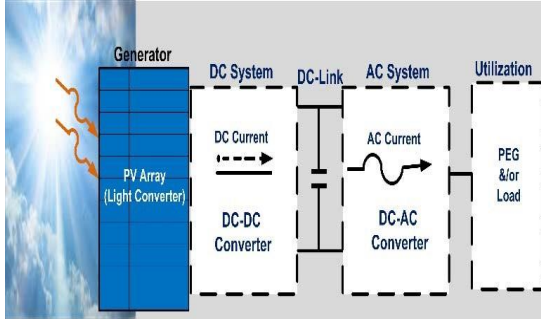 Generator
DC System
DC-Link
AC System
Utilization
PV Array
(Light Converter)
DC Current
DC-DC
Converter
AC Current
DC-AC
Converter
PEG
&/or
Load